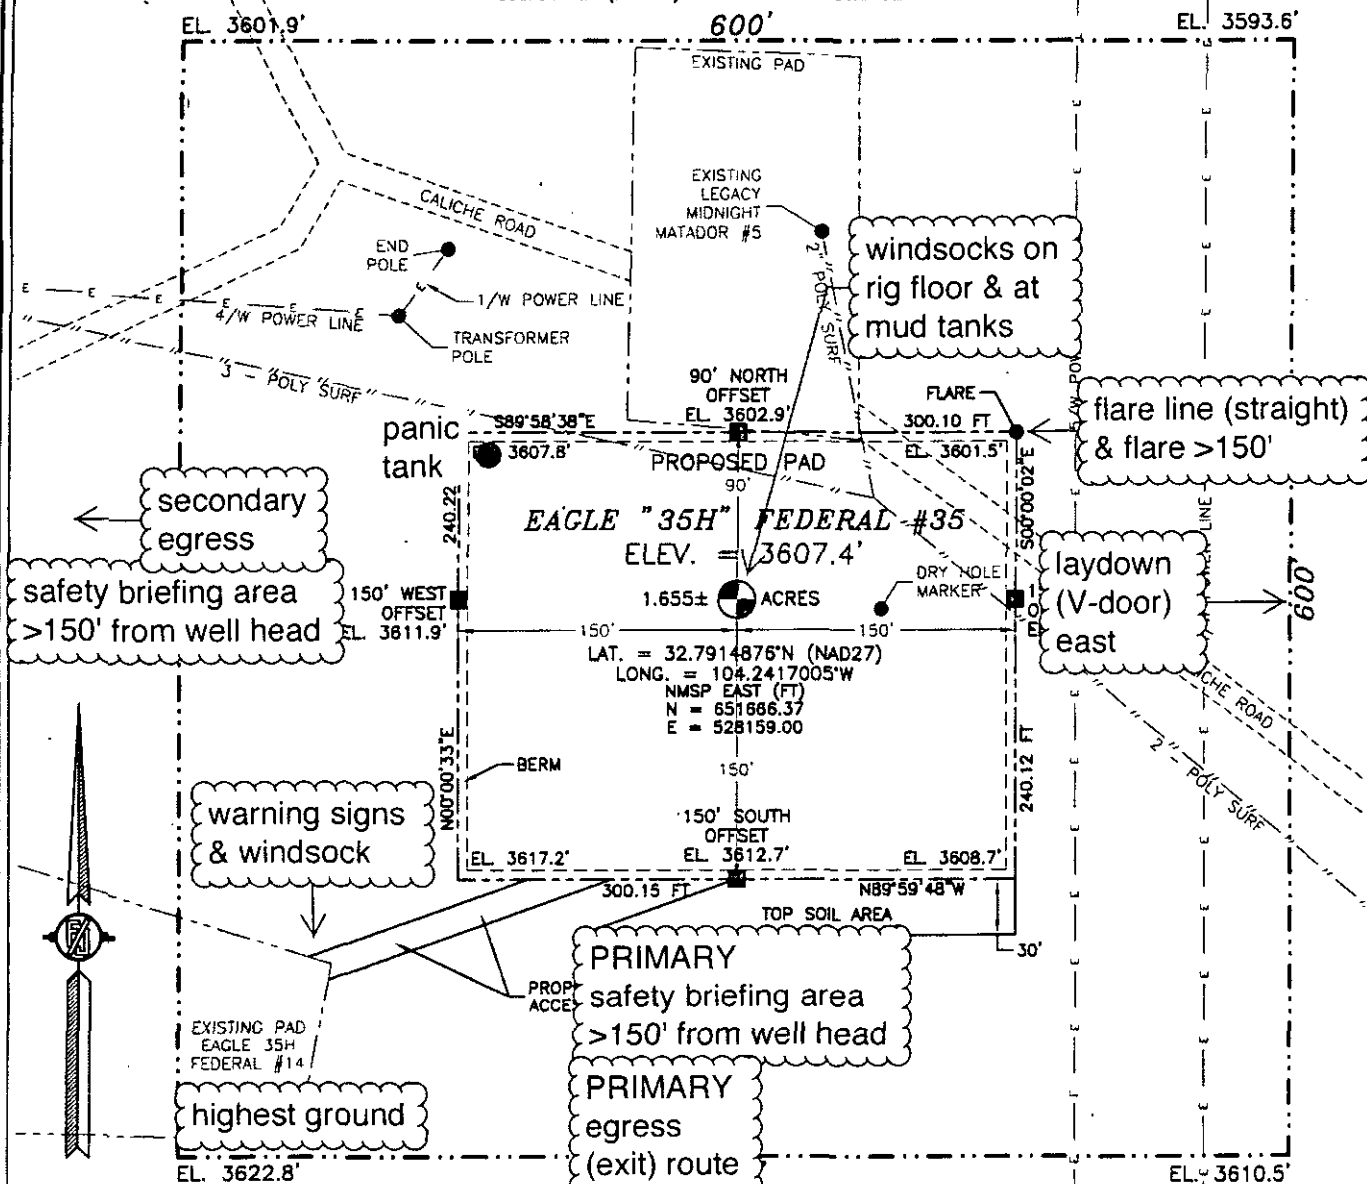 EL. 3601.9'
600'
EL. 3593.6'
EXISTING PAD
EXISTING
LEGACY
MIDNIGHT
MATADOR #5
CALICHE ROAD
END
POLE
1/W POWER LINE
4/W POWER LINE
TRANSFORMER
POLE
3" POLY SURF
2" POLY SURF
windsocks on
rig floor & at
mud tanks
90' NORTH
OFFSET
EL. 3602.9'
FLARE
flare line (straight)
& flare >150'
panic
tank
S89°58'38"E
300.10 FT
3607.8'
EL. 3601.5'
PROPOSED PAD
90'
secondary
egress
240.22
S00°00'02"E
EAGLE "35H" FEDERAL #35
ELEV. = 3607.4'
safety briefing area
>150' from well head
150' WEST
OFFSET
EL. 3611.9'
1.655± ACRES
DRY HOLE
MARKER
laydown
(V-door)
east
LINE
600'
150'
150'
LAT. = 32.7914876°N (NAD27)
LONG. = 104.2417005°W
NMSP EAST (FT)
N = 651666.37
E = 528159.00
ICHE ROAD
2" POLY SURF
N00°00'33"E
BERM
150'
240.12 FT
warning signs
& windsock
150' SOUTH
OFFSET
EL. 3617.2'
EL. 3612.7'
EL. 3608.7'
300.15 FT
N89°59'48"W
TOP SOIL AREA
30'
PROP
ACCE
PRIMARY
safety briefing area
>150' from well head
EXISTING PAD
EAGLE 35H
FEDERAL #14
highest ground
PRIMARY
egress
(exit) route
EL. 3622.8'
EL. 3610.5'